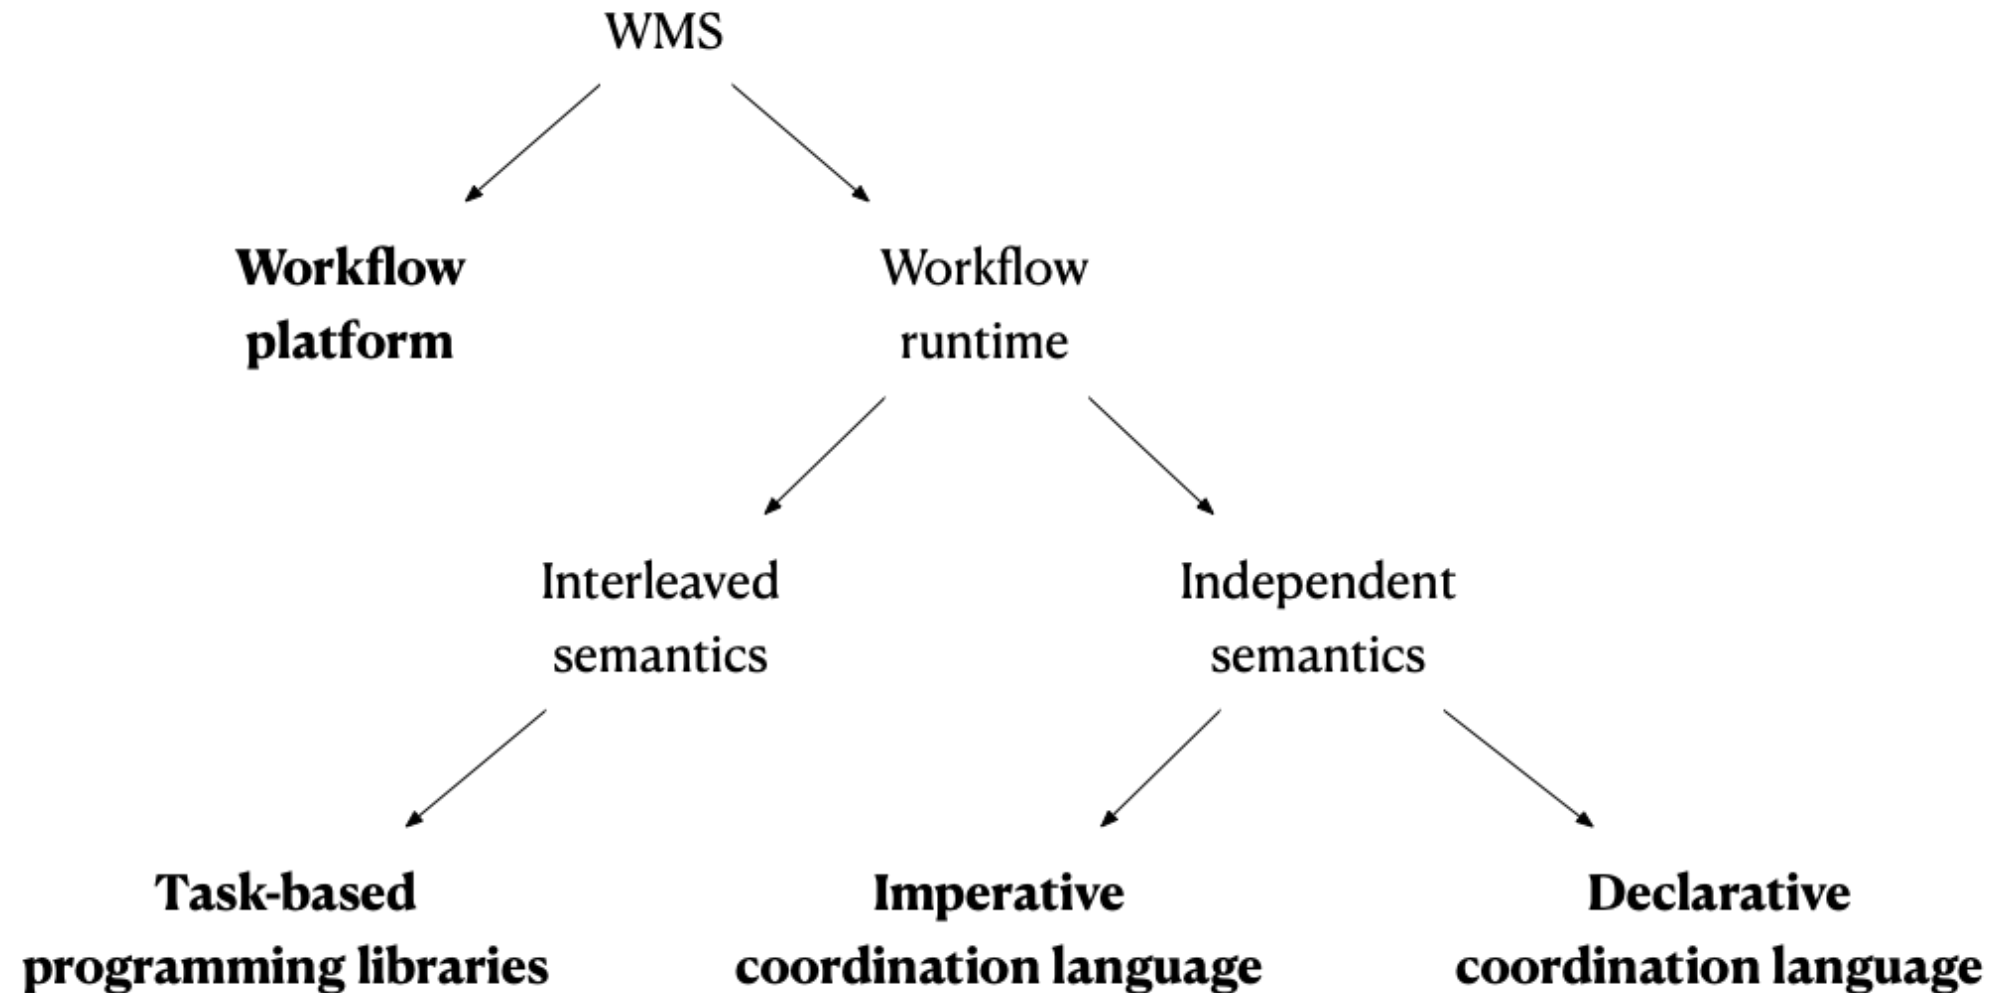 WMS
Workflow
platform
Workflow
runtime
Interleaved
semantics
Independent
semantics
Task-based
programming libraries
Imperative
coordination language
Declarative
coordination language